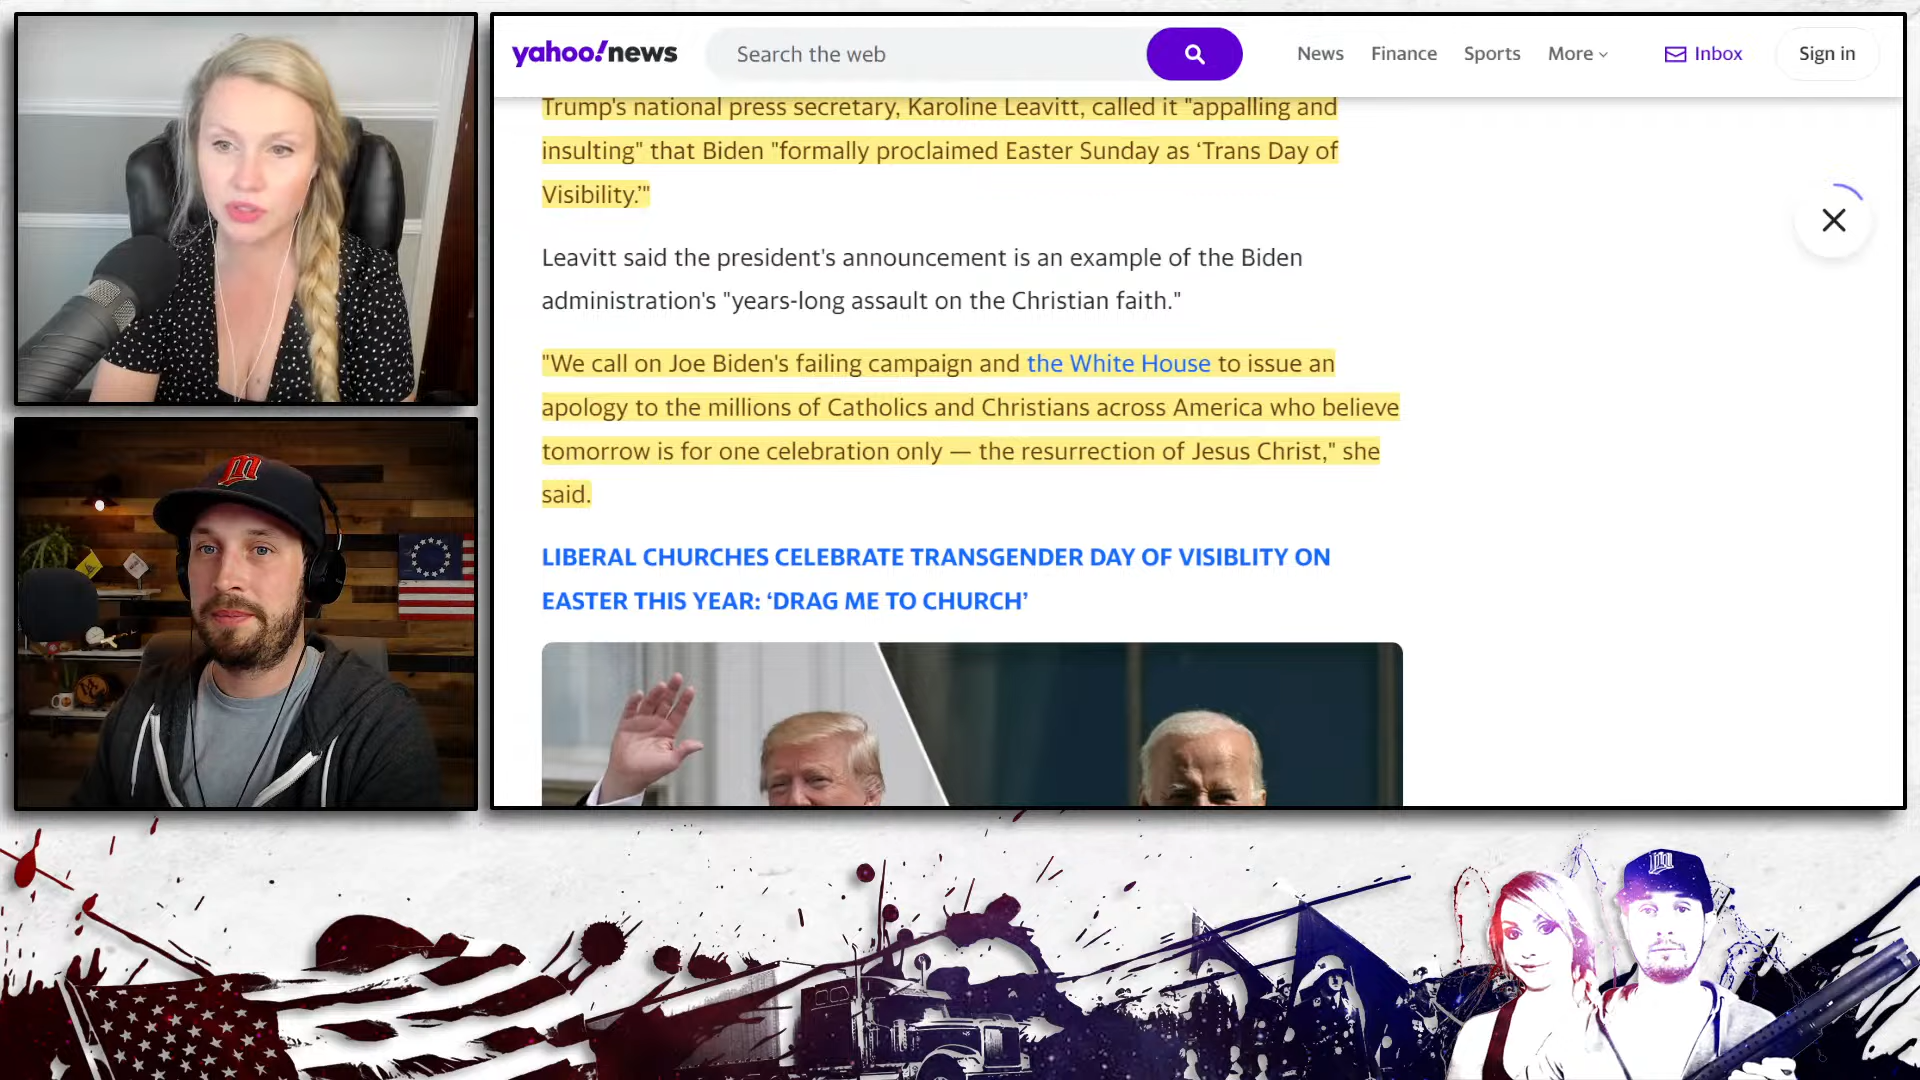 yahoo!news
Search the web
News Finance Sports More
Inbox
Sign in
Trump's national press secretary, Karoline Leavitt, called it "appalling and
insulting" that Biden "formally proclaimed Easter Sunday as ‘Trans Day of
Visibility.’"
Leavitt said the president's announcement is an example of the Biden
administration's "years-long assault on the Christian faith."
"We call on Joe Biden's failing campaign and the White House to issue an
apology to the millions of Catholics and Christians across America who believe
tomorrow is for one celebration only — the resurrection of Jesus Christ," she
said.
LIBERAL CHURCHES CELEBRATE TRANSGENDER DAY OF VISIBLITY ON
EASTER THIS YEAR: ‘DRAG ME TO CHURCH’